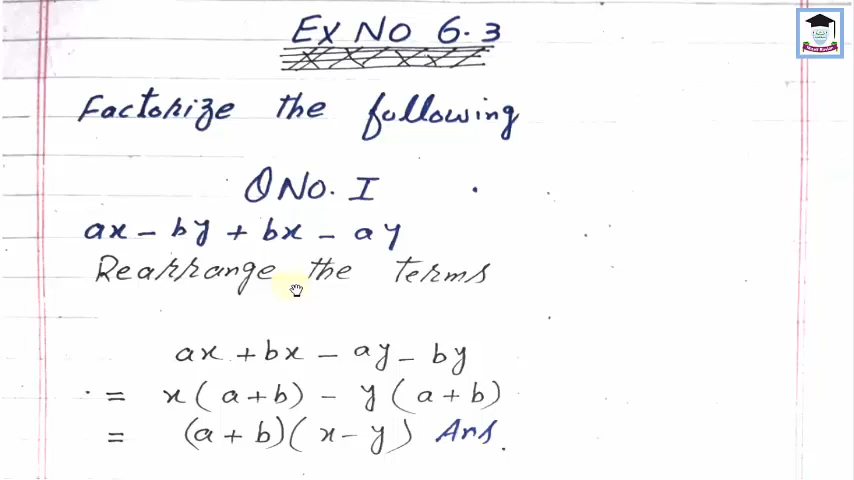 Ex No 6.3
Factorize the following
Q No. I
ax - by + bx - ay
Rearrange the terms
ax + bx - ay - by
= x(a+b) - y(a+b)
= (a+b)(x-y) Ans.